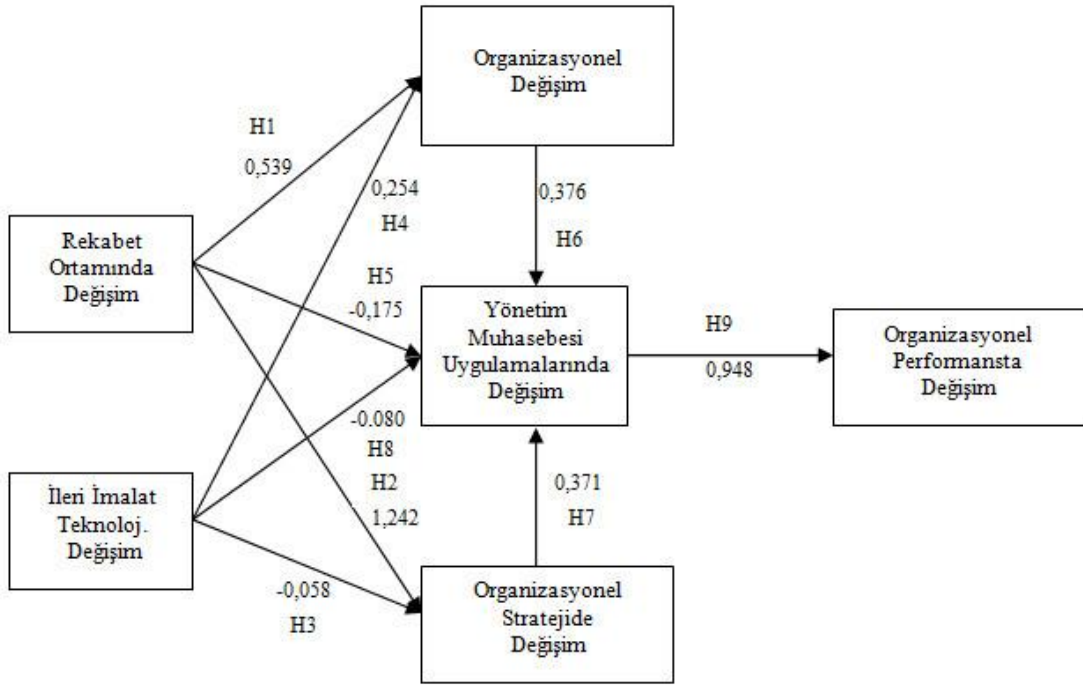 Organizasyonel
Değişim
H1
0,539
0,254
H4
0,376
H6
Rekabet
Ortamında
Değişim
H5
-0,175
Yönetim
Muhasebesi
Uygulamalarında
Değişim
H9
0,948
Organizasyonel
Performansta
Değişim
-0.080
H8
H2
1,242
İleri İmalat
Teknoloj.
Değişim
0,371
H7
-0,058
H3
Organizasyonel
Stratejide
Değişim